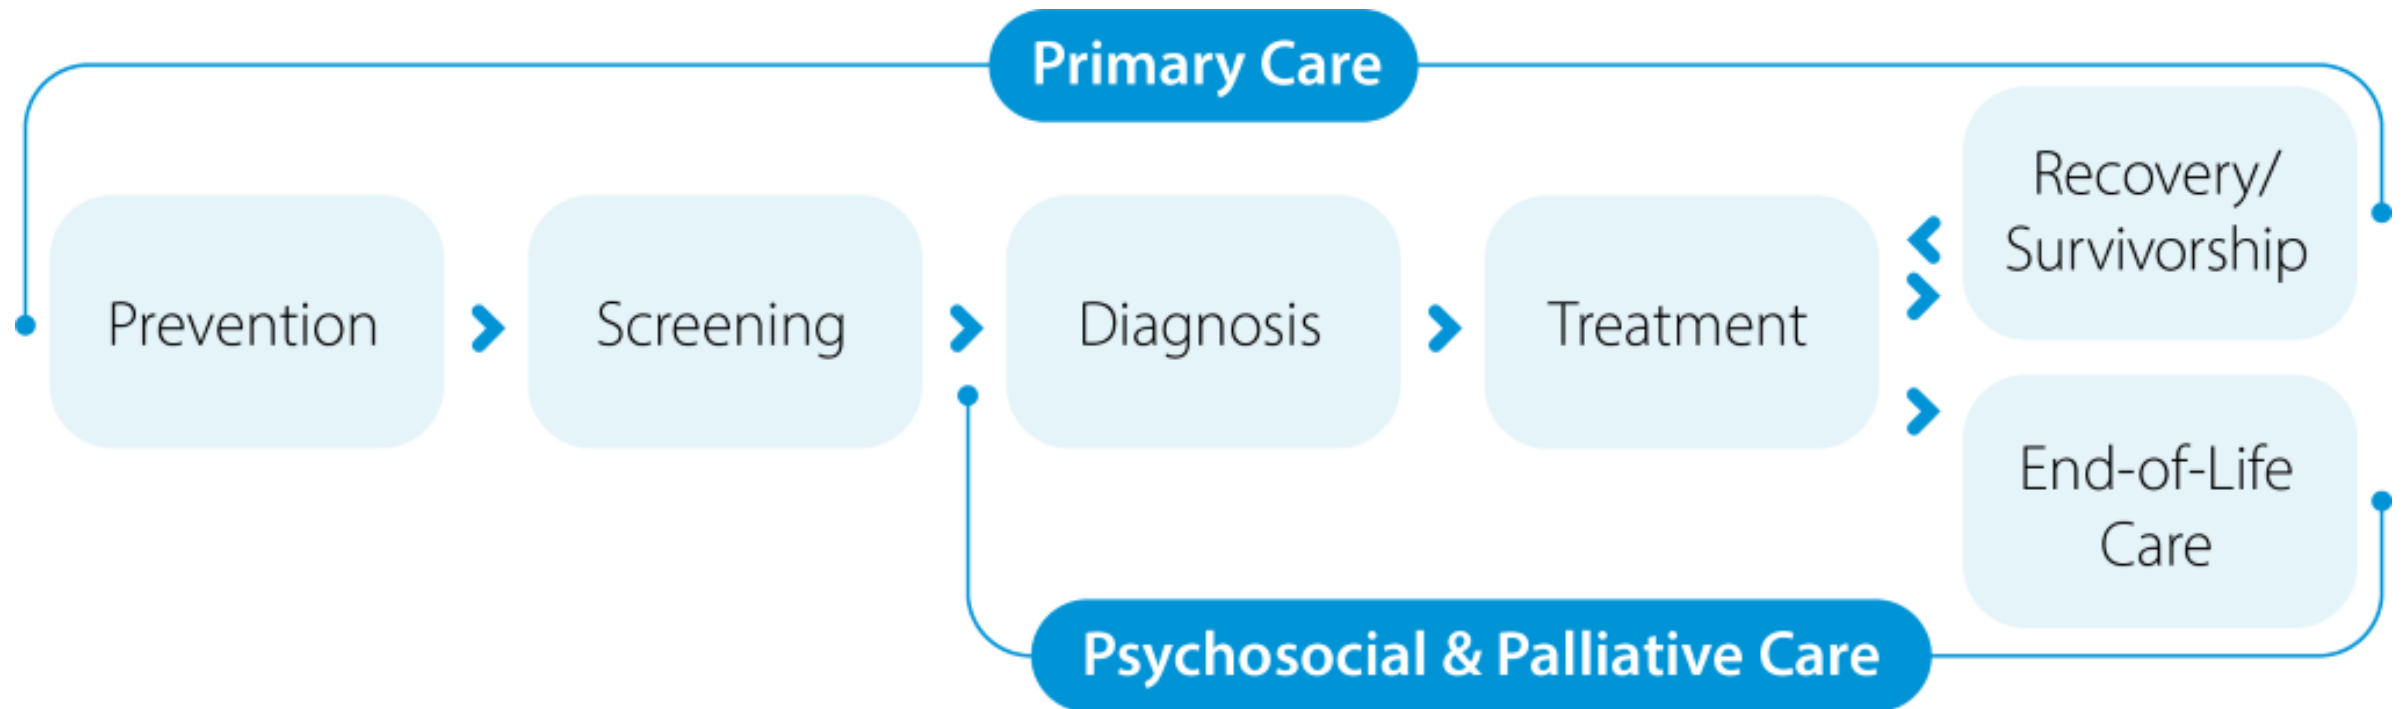 Primary Care
Prevention
Screening
Diagnosis
Treatment
Recovery/
Survivorship
End-of-Life
Care
Psychosocial & Palliative Care